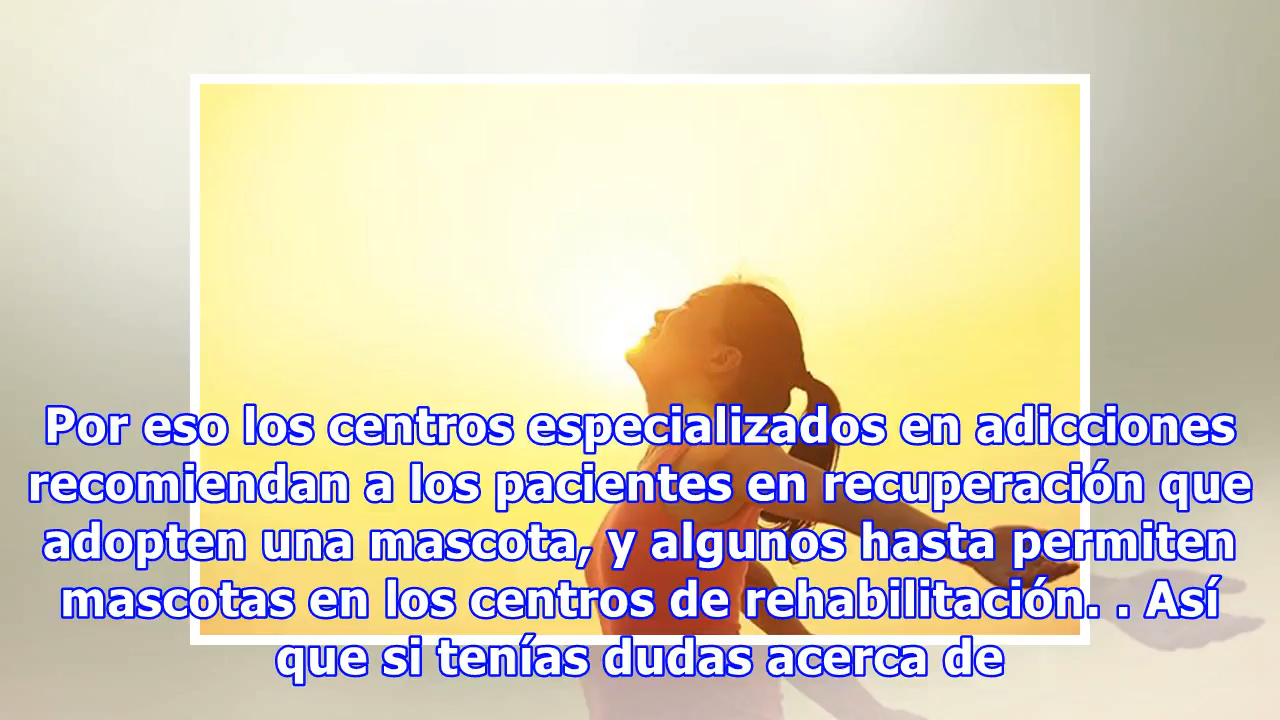 Por eso los centros especializados en adicciones
recomiendan a los pacientes en recuperación que
adopten una mascota, y algunos hasta permiten
mascotas en los centros de rehabilitación. . Así
que si tenías dudas acerca de